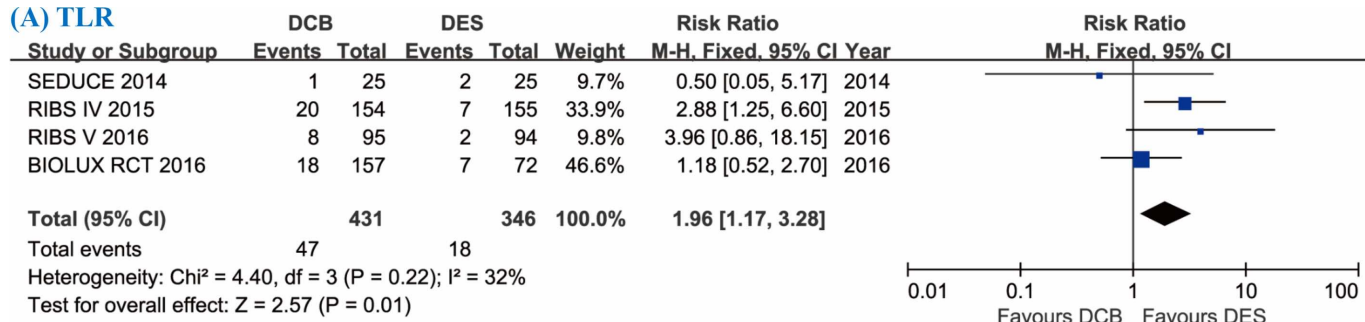 (A) TLR
DCB DES Risk Ratio Risk Ratio
Study or Subgroup Events Total Events Total Weight M-H, Fixed, 95% CI Year M-H, Fixed, 95% CI
SEDUCE 2014 1 25 2 25 9.7% 0.50 [0.05, 5.17] 2014
RIBS IV 2015 20 154 7 155 33.9% 2.88 [1.25, 6.60] 2015
RIBS V 2016 8 95 2 94 9.8% 3.96 [0.86, 18.15] 2016
BIOLUX RCT 2016 18 157 7 72 46.6% 1.18 [0.52, 2.70] 2016
Total (95% CI) 431 346 100.0% 1.96 [1.17, 3.28]
Total events 47 18
Heterogeneity: Chi² = 4.40, df = 3 (P = 0.22); I² = 32%
Test for overall effect: Z = 2.57 (P = 0.01)
0.01 0.1 1 10 100
Favours DCB Favours DES